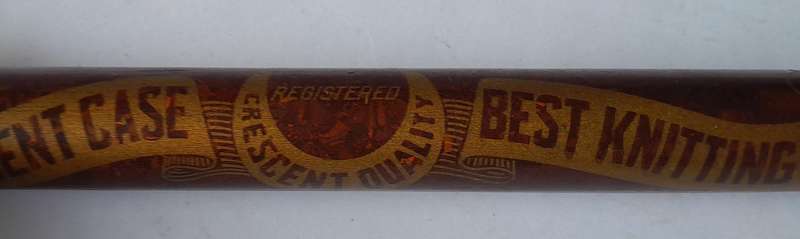 ENT CASE
REGISTERED
CRESCENT QUALITY
BEST KNITTING